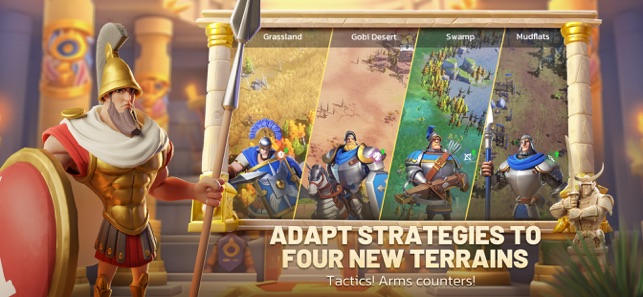 Grassland
Gobi Desert
Swamp
Mudflats
ADAPT STRATEGIES TO
FOUR NEW TERRAINS
Tactics! Arms counters!